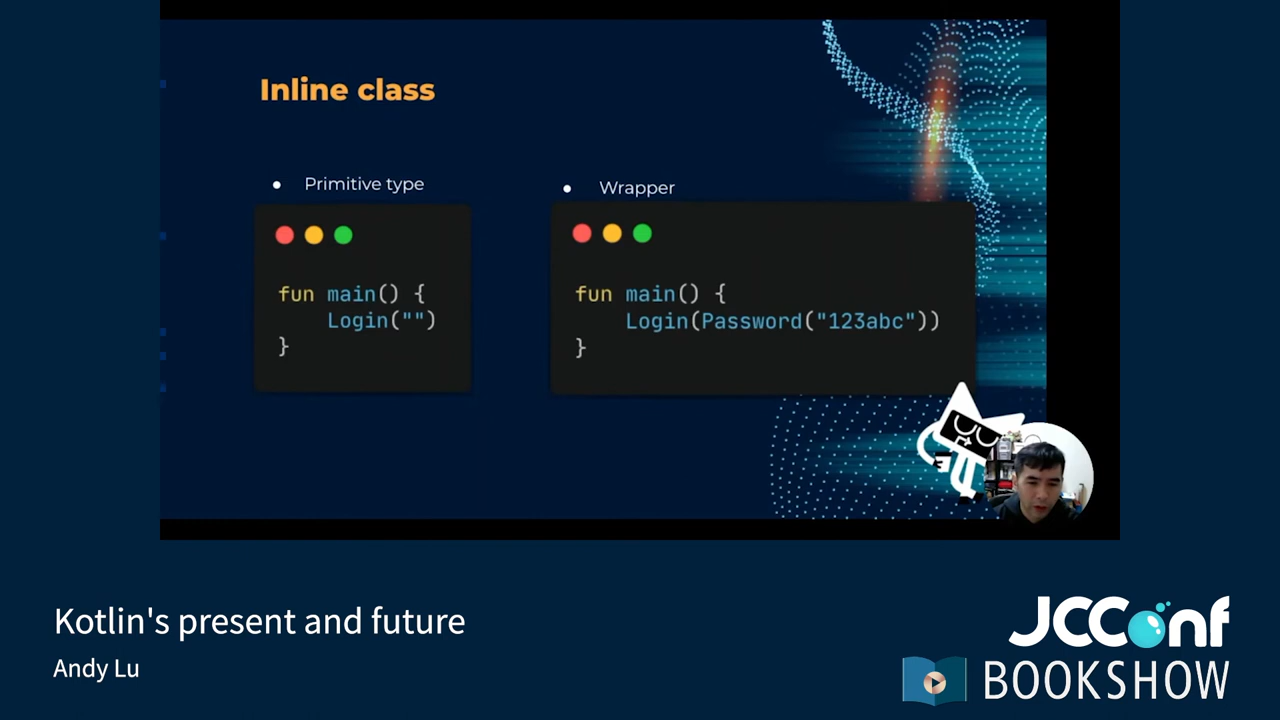 Inline class
• Primitive type
fun main() {
    Login("")
}
• Wrapper
fun main() {
    Login(Password("123abc"))
}
Kotlin's present and future
Andy Lu
JCConf
BOOKSHOW